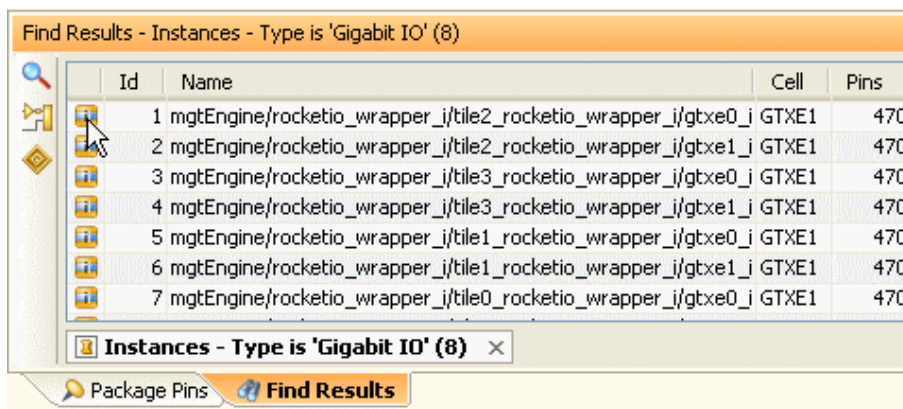 Find Results - Instances - Type is 'Gigabit IO' (8)
Id Name Cell Pins
1 mgtEngine/rocketio_wrapper_i/tile2_rocketio_wrapper_i/gtxe0_i GTXE1 470
2 mgtEngine/rocketio_wrapper_i/tile2_rocketio_wrapper_i/gtxe1_i GTXE1 470
3 mgtEngine/rocketio_wrapper_i/tile3_rocketio_wrapper_i/gtxe0_i GTXE1 470
4 mgtEngine/rocketio_wrapper_i/tile3_rocketio_wrapper_i/gtxe1_i GTXE1 470
5 mgtEngine/rocketio_wrapper_i/tile1_rocketio_wrapper_i/gtxe0_i GTXE1 470
6 mgtEngine/rocketio_wrapper_i/tile1_rocketio_wrapper_i/gtxe1_i GTXE1 470
7 mgtEngine/rocketio_wrapper_i/tile0_rocketio_wrapper_i/gtxe0_i GTXE1 470
Instances - Type is 'Gigabit IO' (8)
Package Pins Find Results